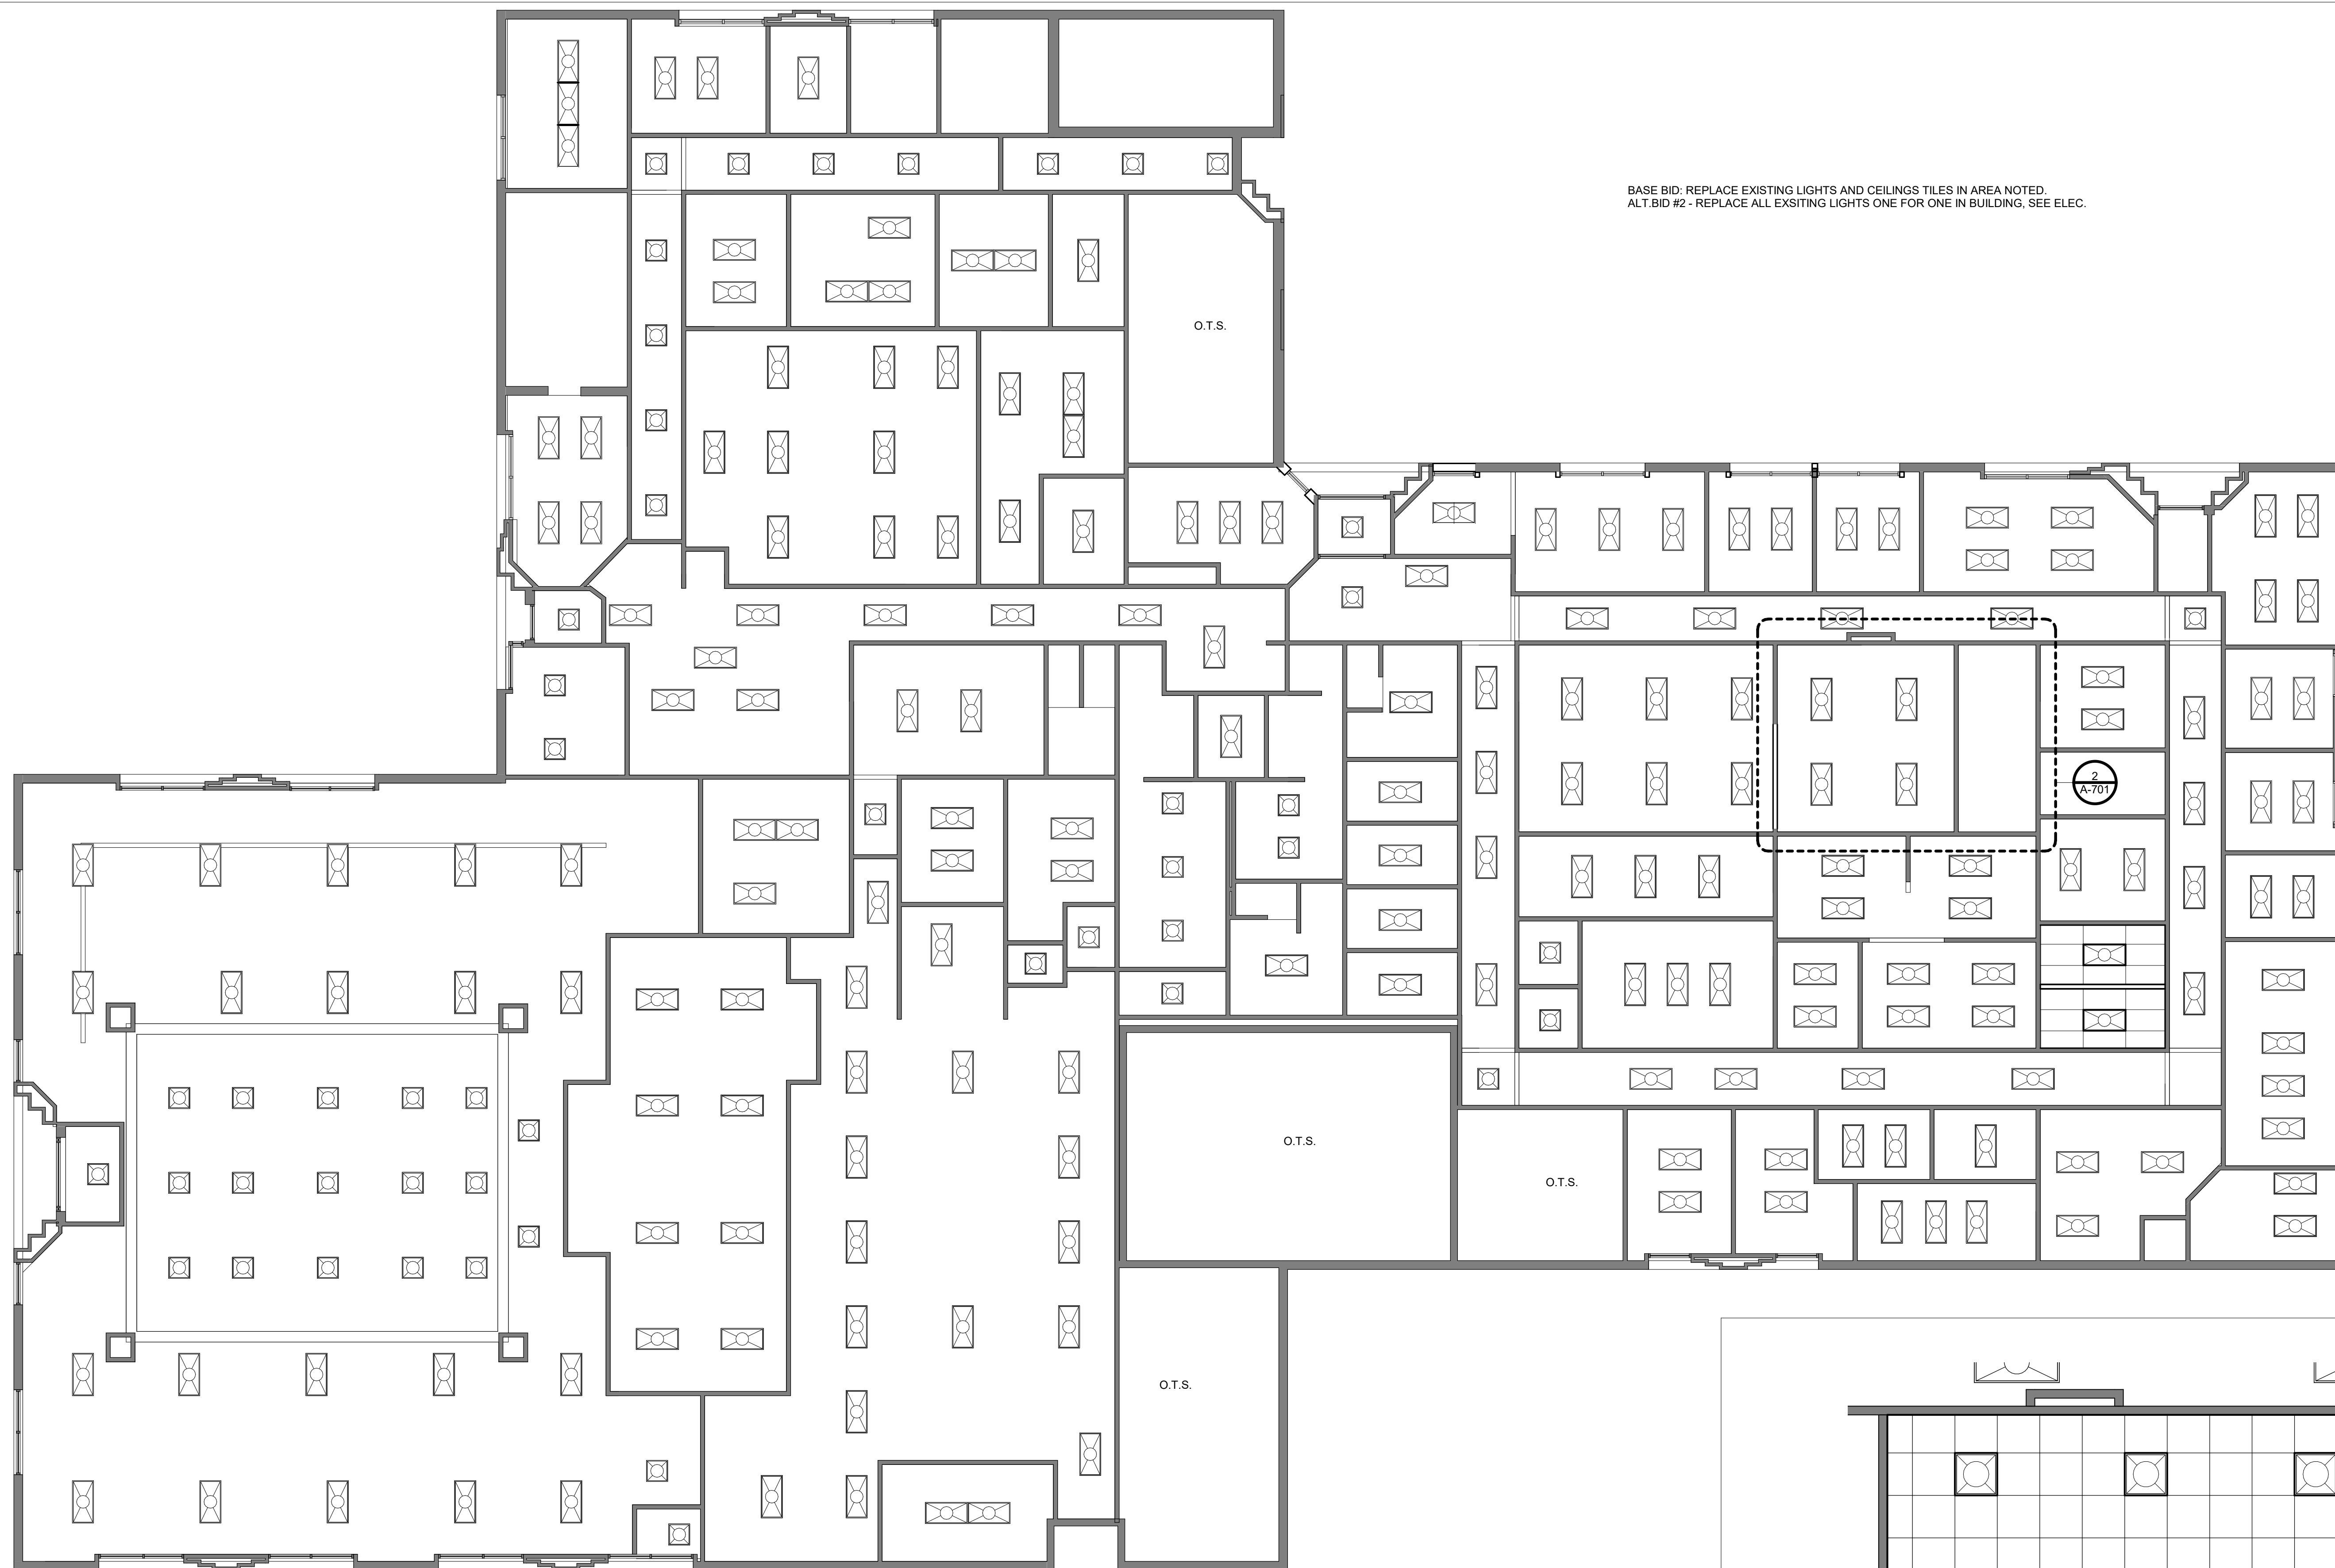 BASE BID: REPLACE EXISTING LIGHTS AND CEILINGS TILES IN AREA NOTED.
ALT.BID #2 - REPLACE ALL EXSITING LIGHTS ONE FOR ONE IN BUILDING, SEE ELEC.
O.T.S.
2
A-701
O.T.S.
O.T.S.
O.T.S.